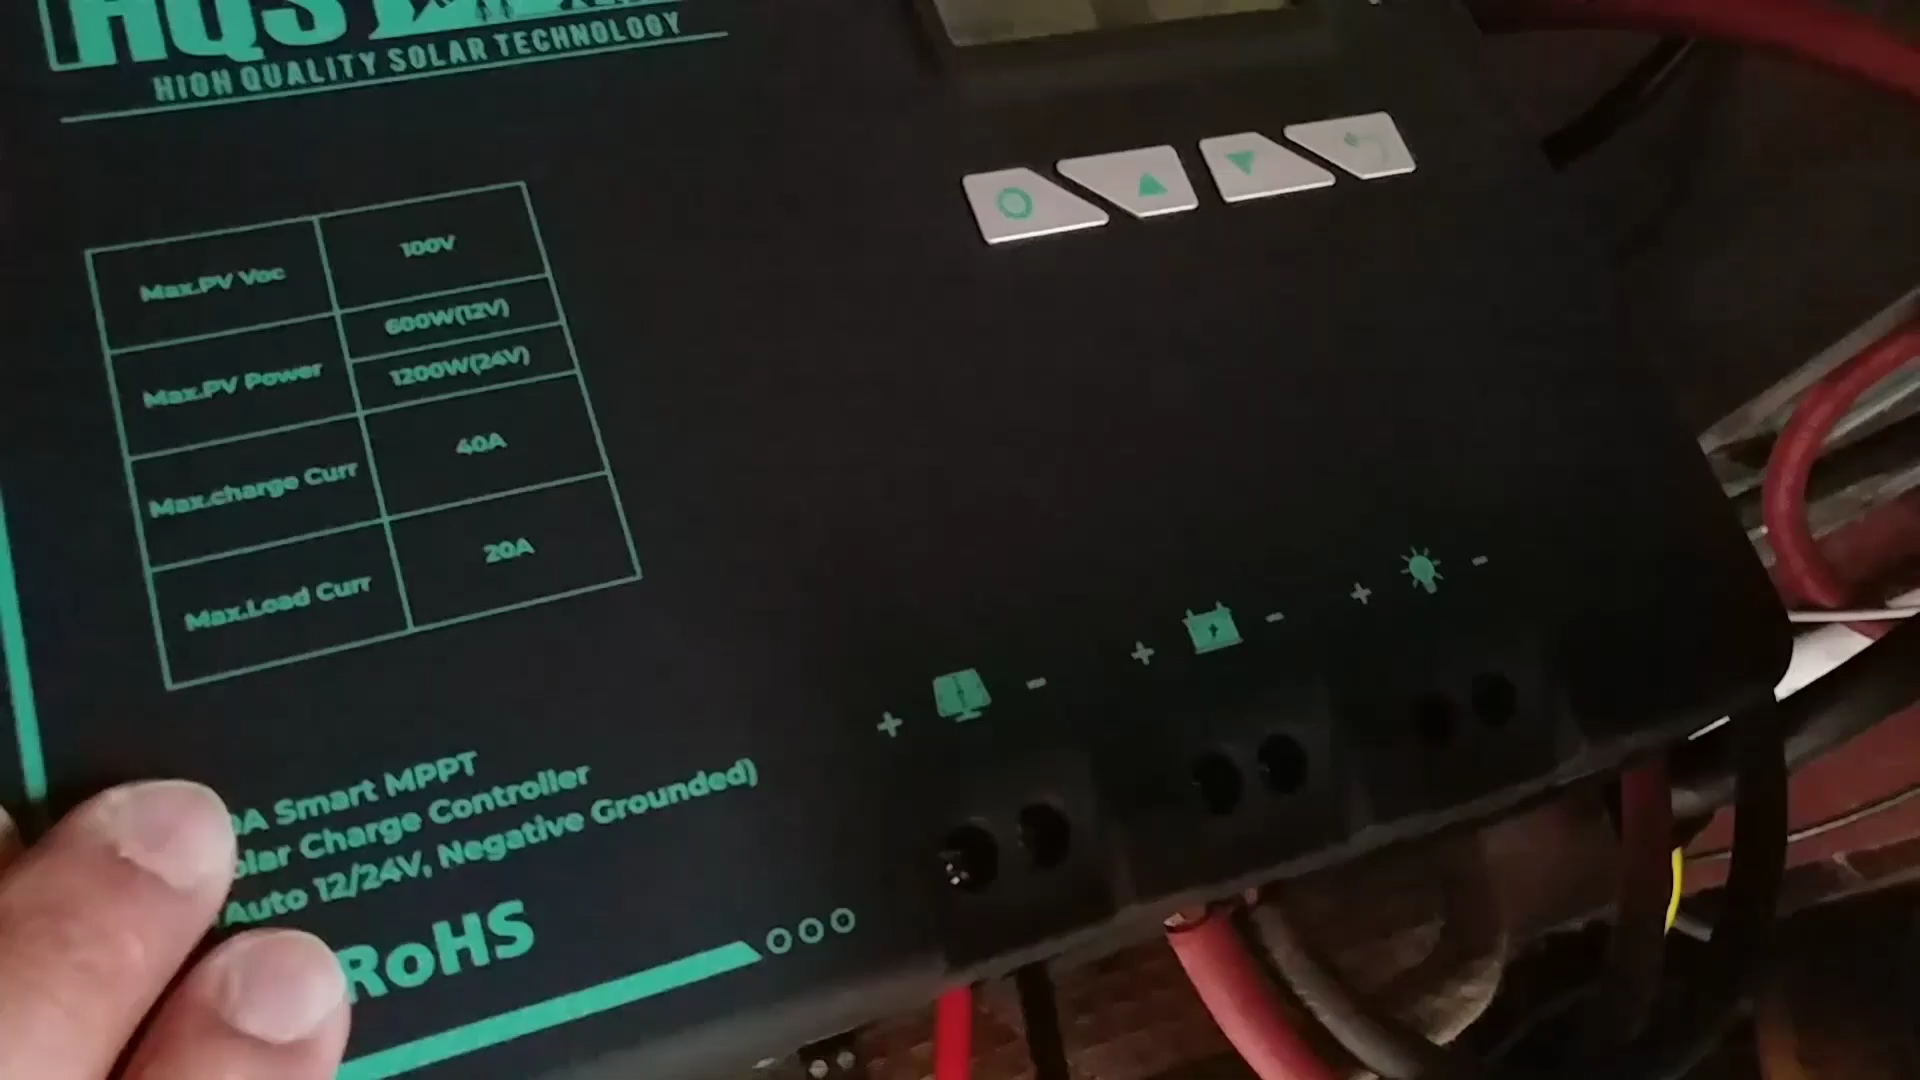 HQS
HIGH QUALITY SOLAR TECHNOLOGY
Max.PV Voc 100V
Max.PV Power 600W(12V)
1200W(24V)
Max.charge Curr 40A
Max.Load Curr 20A
Smart MPPT
Charge Controller
Auto 12/24V, Negative Grounded)
RoHS
+ -
+ -
+ -